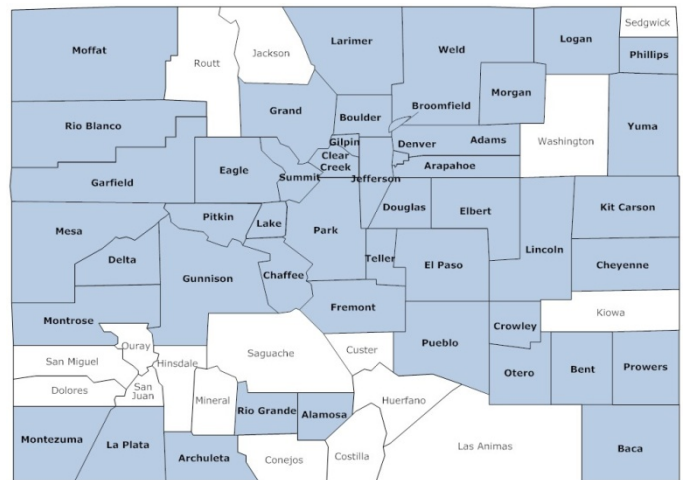 Sedgwick
Moffat
Routt
Jackson
Larimer
Weld
Logan
Phillips
Grand
Boulder
Broomfield
Morgan
Rio Blanco
Gilpin
Denver
Adams
Washington
Yuma
Garfield
Eagle
Summit
Clear
Creek
Jefferson
Arapahoe
Mesa
Pitkin
Lake
Park
Douglas
Elbert
Kit Carson
Delta
Gunnison
Chaffee
Teller
El Paso
Lincoln
Cheyenne
Montrose
Fremont
Crowley
Kiowa
Ouray
San Miguel
Hinsdale
Saguache
Custer
Pueblo
Otero
Bent
Prowers
Dolores
San
Juan
Mineral
Rio Grande
Alamosa
Huerfano
Montezuma
La Plata
Archuleta
Conejos
Costilla
Las Animas
Baca